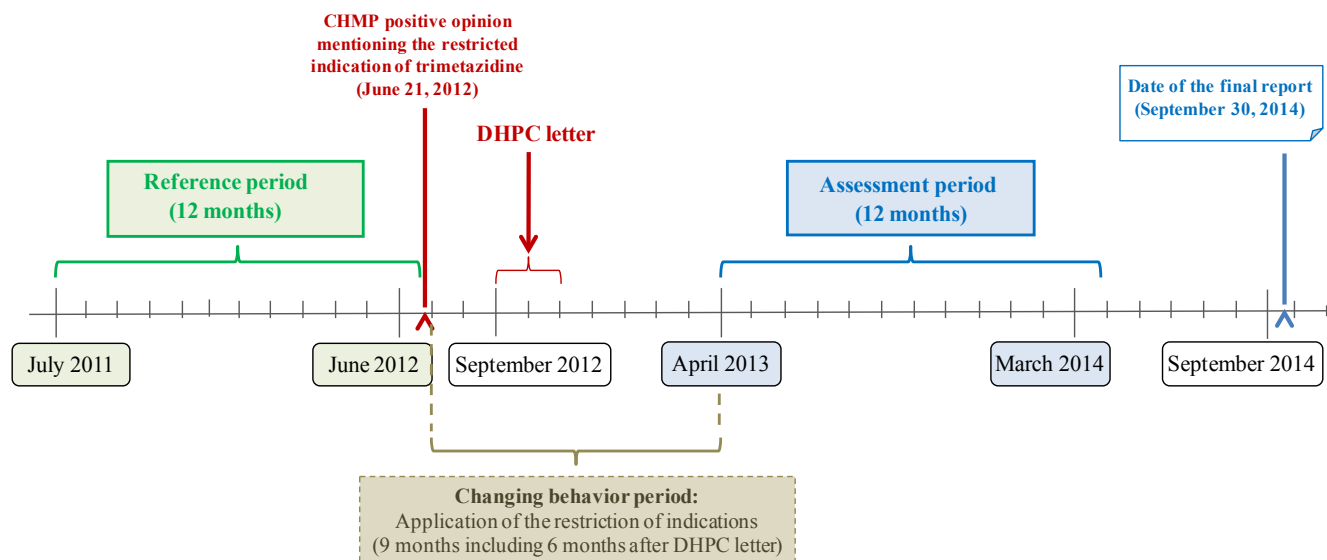 CHMP positive opinion
mentioning the restricted
indication of trimetazidine
(June 21, 2012)
Date of the final report
(September 30, 2014)
DHPC letter
Reference period
(12 months)
Assessment period
(12 months)
July 2011
June 2012
September 2012
April 2013
March 2014
September 2014
Changing behavior period:
Application of the restriction of indications
(9 months including 6 months after DHPC letter)